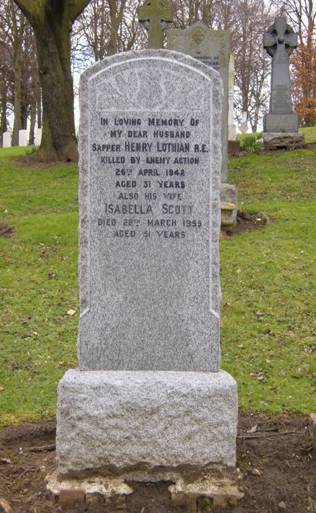 IN LOVING MEMORY OF
MY DEAR HUSBAND
SAPPER HENRY LOTHIAN R.E.
KILLED BY ENEMY ACTION
26TH APRIL 1942
AGED 31 YEARS
ALSO HIS WIFE
ISABELLA SCOTT
DIED 28TH MARCH 1959
AGED 51 YEARS